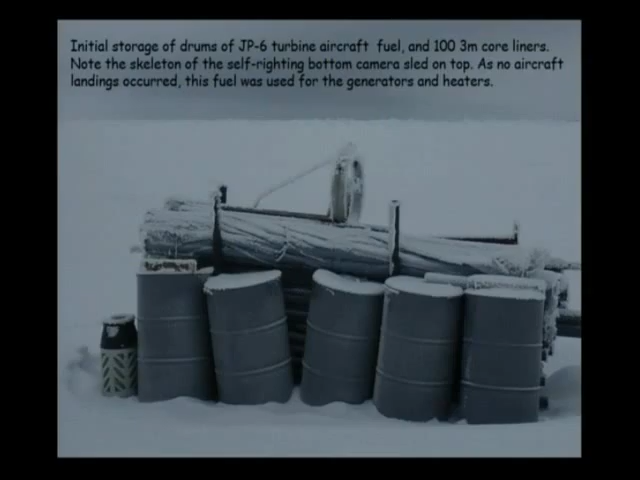 Initial storage of drums of JP-6 turbine aircraft fuel, and 100 3m core liners.
Note the skeleton of the self-righting bottom camera sled on top. As no aircraft
landings occurred, this fuel was used for the generators and heaters.